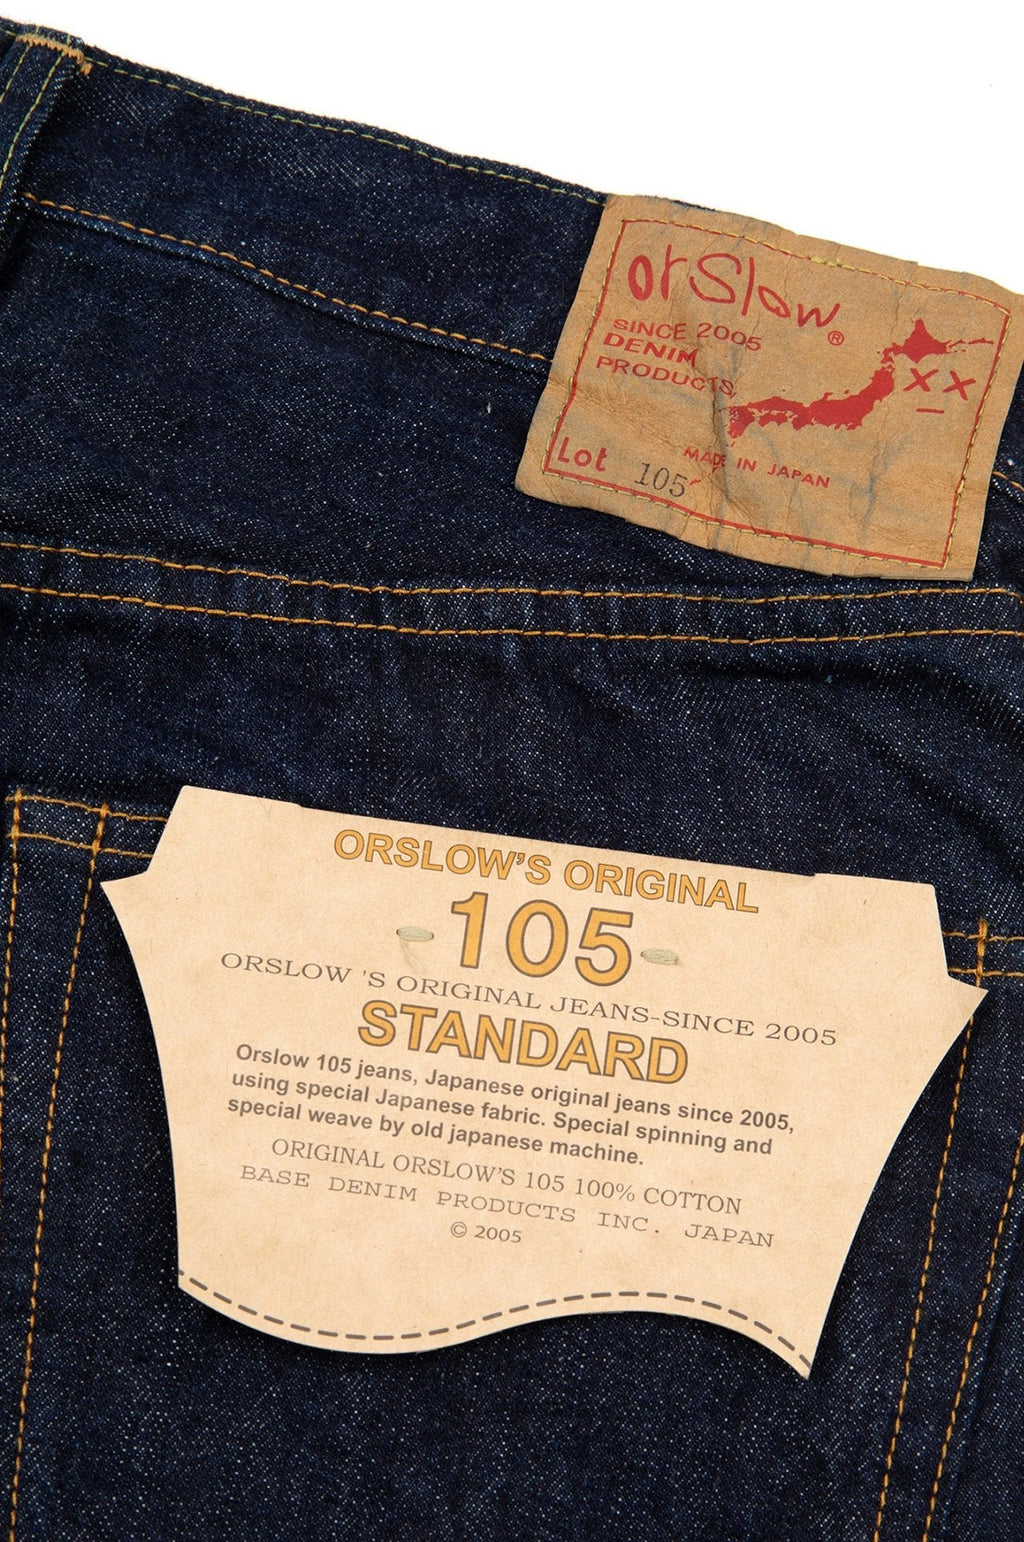 orSlow®
SINCE 2005
DENIM
PRODUCTS
XX
MADE IN JAPAN
Lot 105
ORSLOW'S ORIGINAL
-105-
ORSLOW 'S ORIGINAL JEANS-SINCE 2005
STANDARD
Orslow 105 jeans, Japanese original jeans since 2005,
using special Japanese fabric. Special spinning and
special weave by old japanese machine.
ORIGINAL ORSLOW'S 105 100% COTTON
BASE DENIM PRODUCTS INC. JAPAN
© 2005